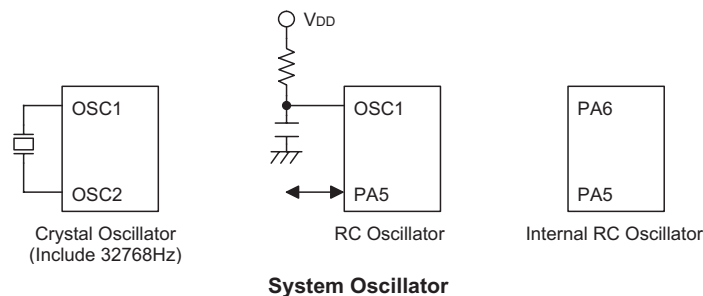 VDD
OSC1
OSC2
Crystal Oscillator
(Include 32768Hz)
OSC1
PA5
RC Oscillator
PA6
PA5
Internal RC Oscillator
System Oscillator